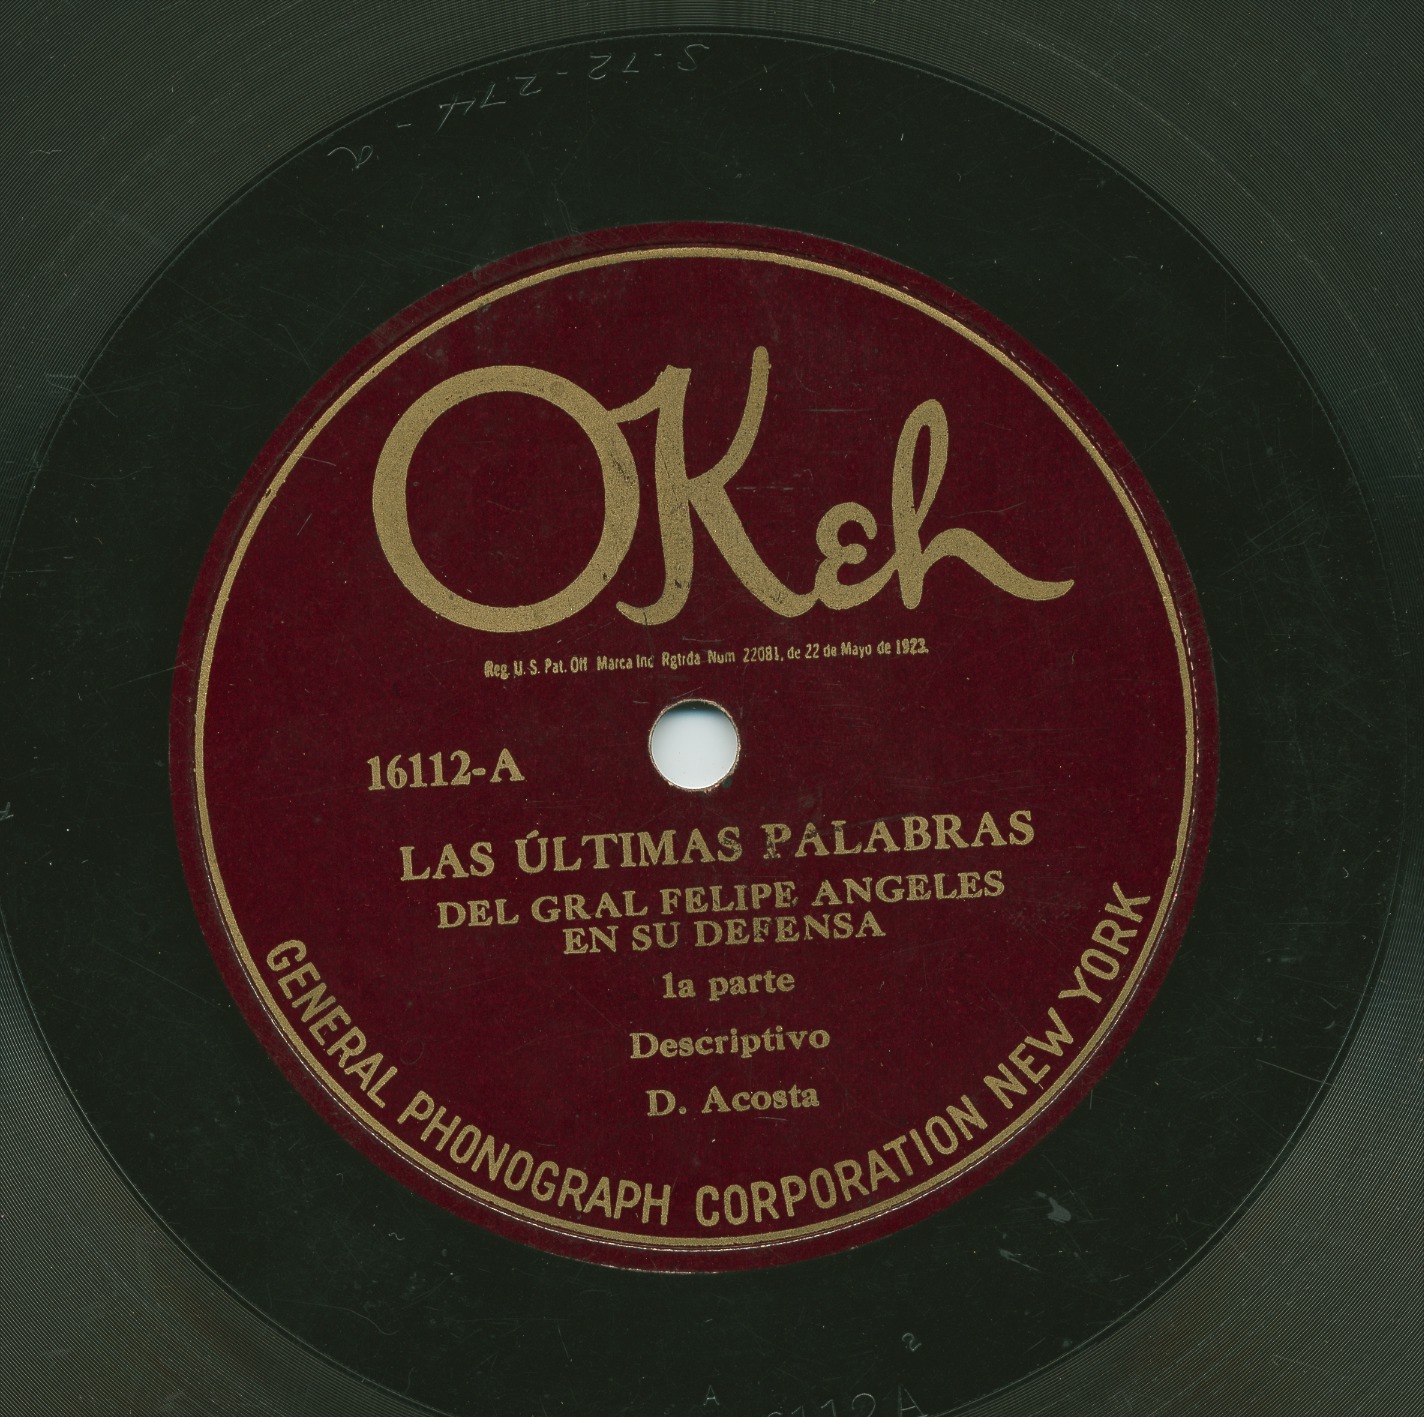 S-72-274-a
OKeh
Reg. U. S. Pat. Off Marca Inc Rgtrda Num 22081, de 22 de Mayo de 1923.
16112-A
LAS ÚLTIMAS PALABRAS
DEL GRAL FELIPE ANGELES
EN SU DEFENSA
1a parte
Descriptivo
D. Acosta
GENERAL PHONOGRAPH CORPORATION NEW YORK
2
A